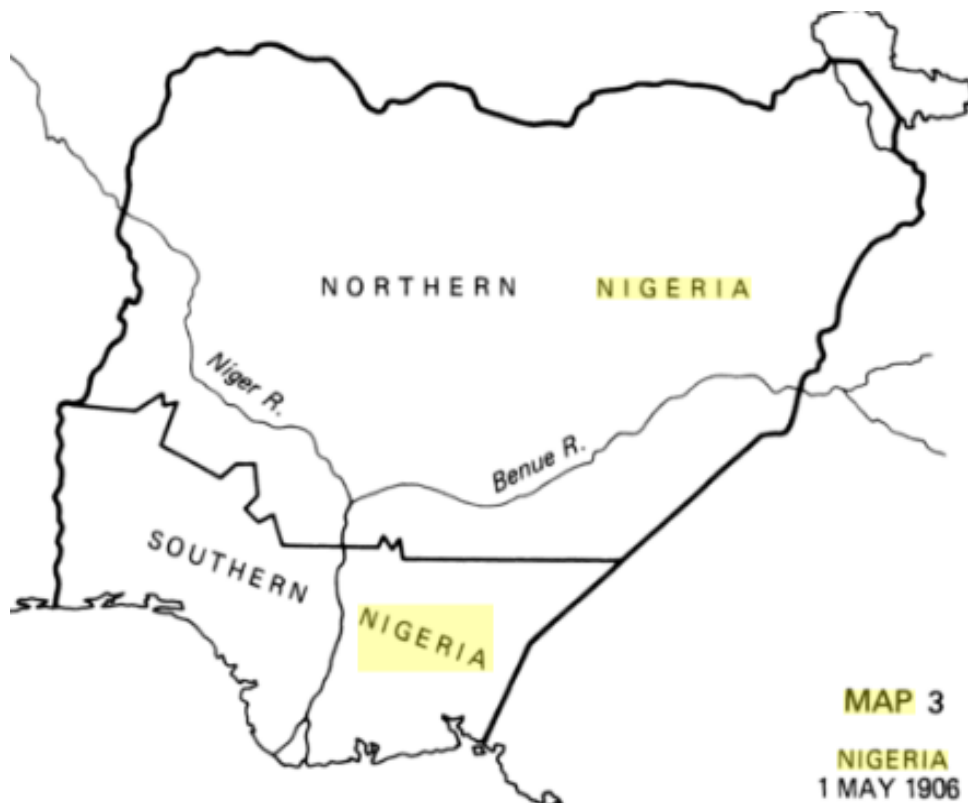 NORTHERN NIGERIA
Niger R.
Benue R.
SOUTHERN
NIGERIA
MAP 3
NIGERIA
1 MAY 1906